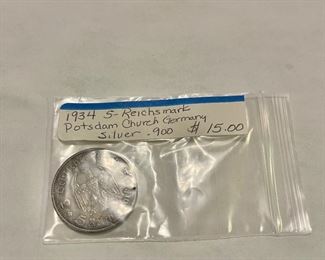 1934 5-Reichsmark
Potsdam Church Germany
Silver .900 $ 15.00